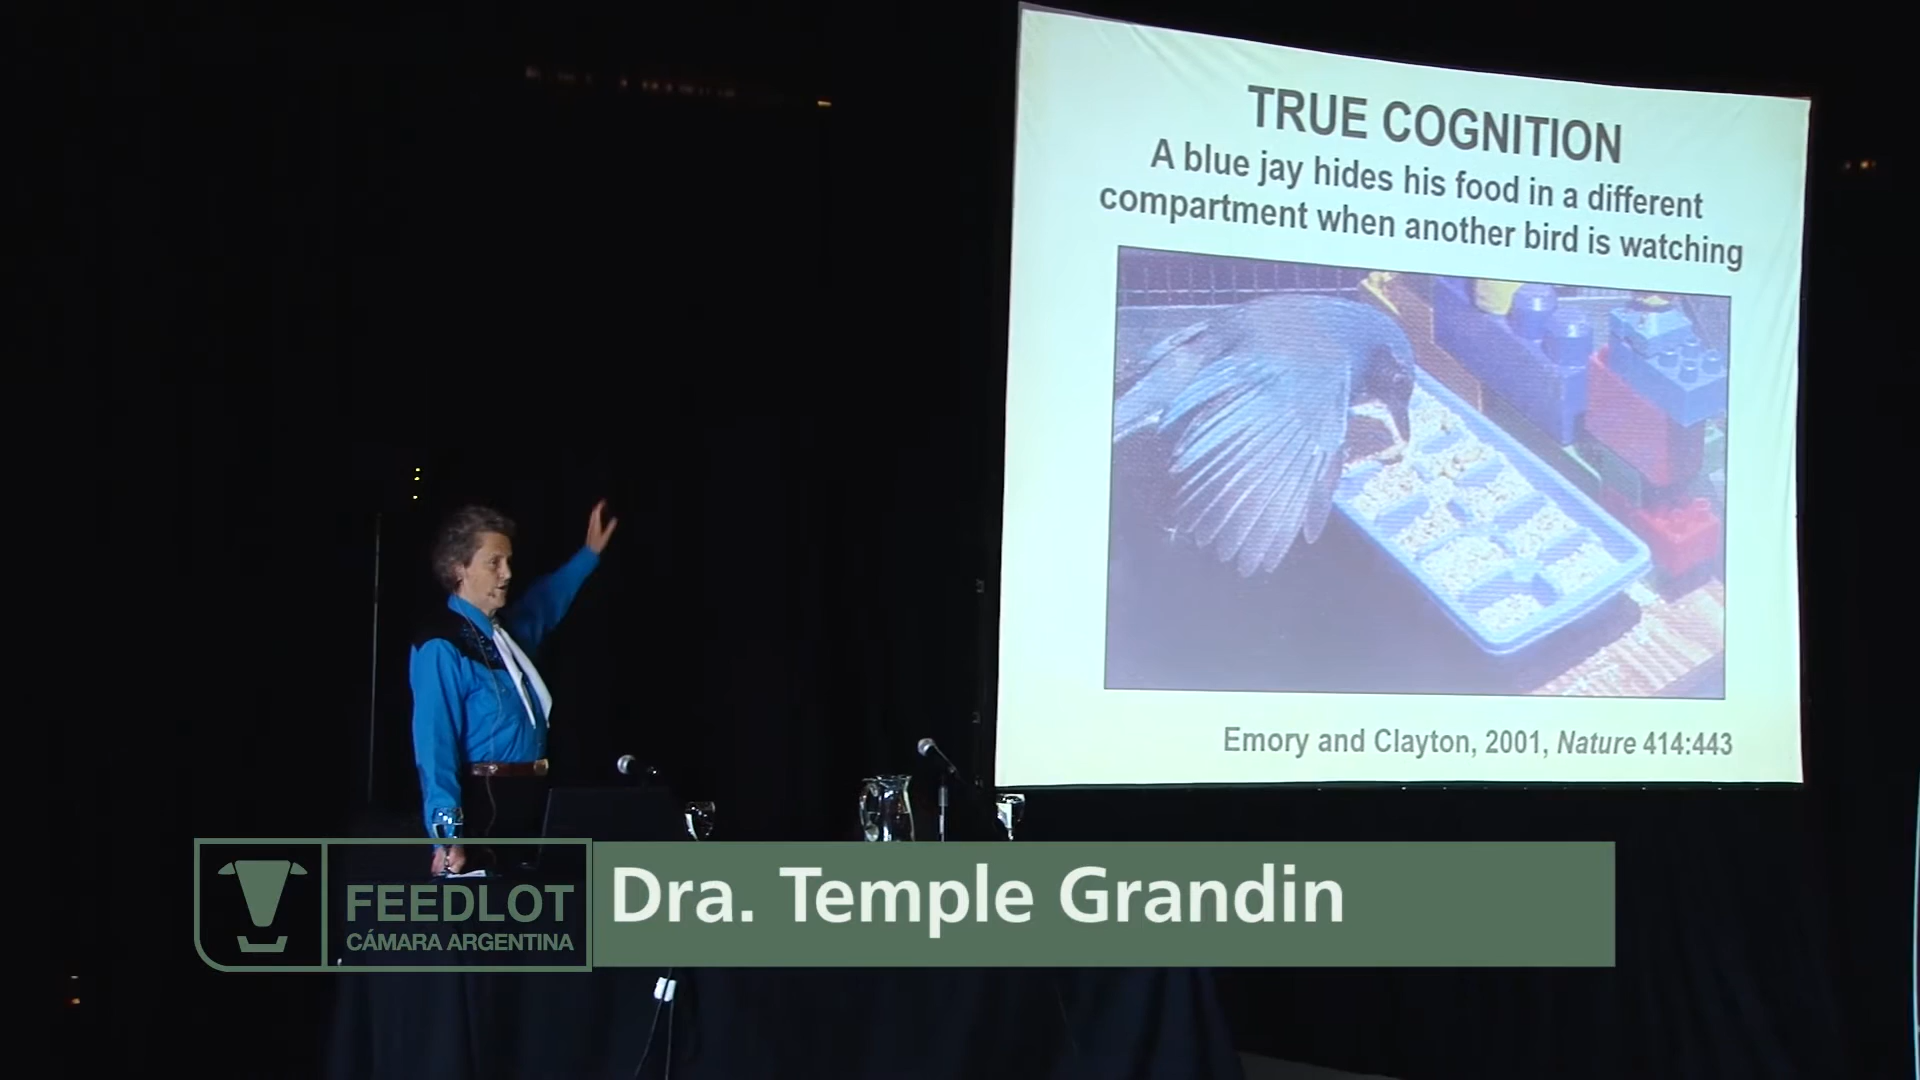 TRUE COGNITION
A blue jay hides his food in a different
compartment when another bird is watching
Emory and Clayton, 2001, Nature 414:443
FEEDLOT
CÁMARA ARGENTINA
Dra. Temple Grandin